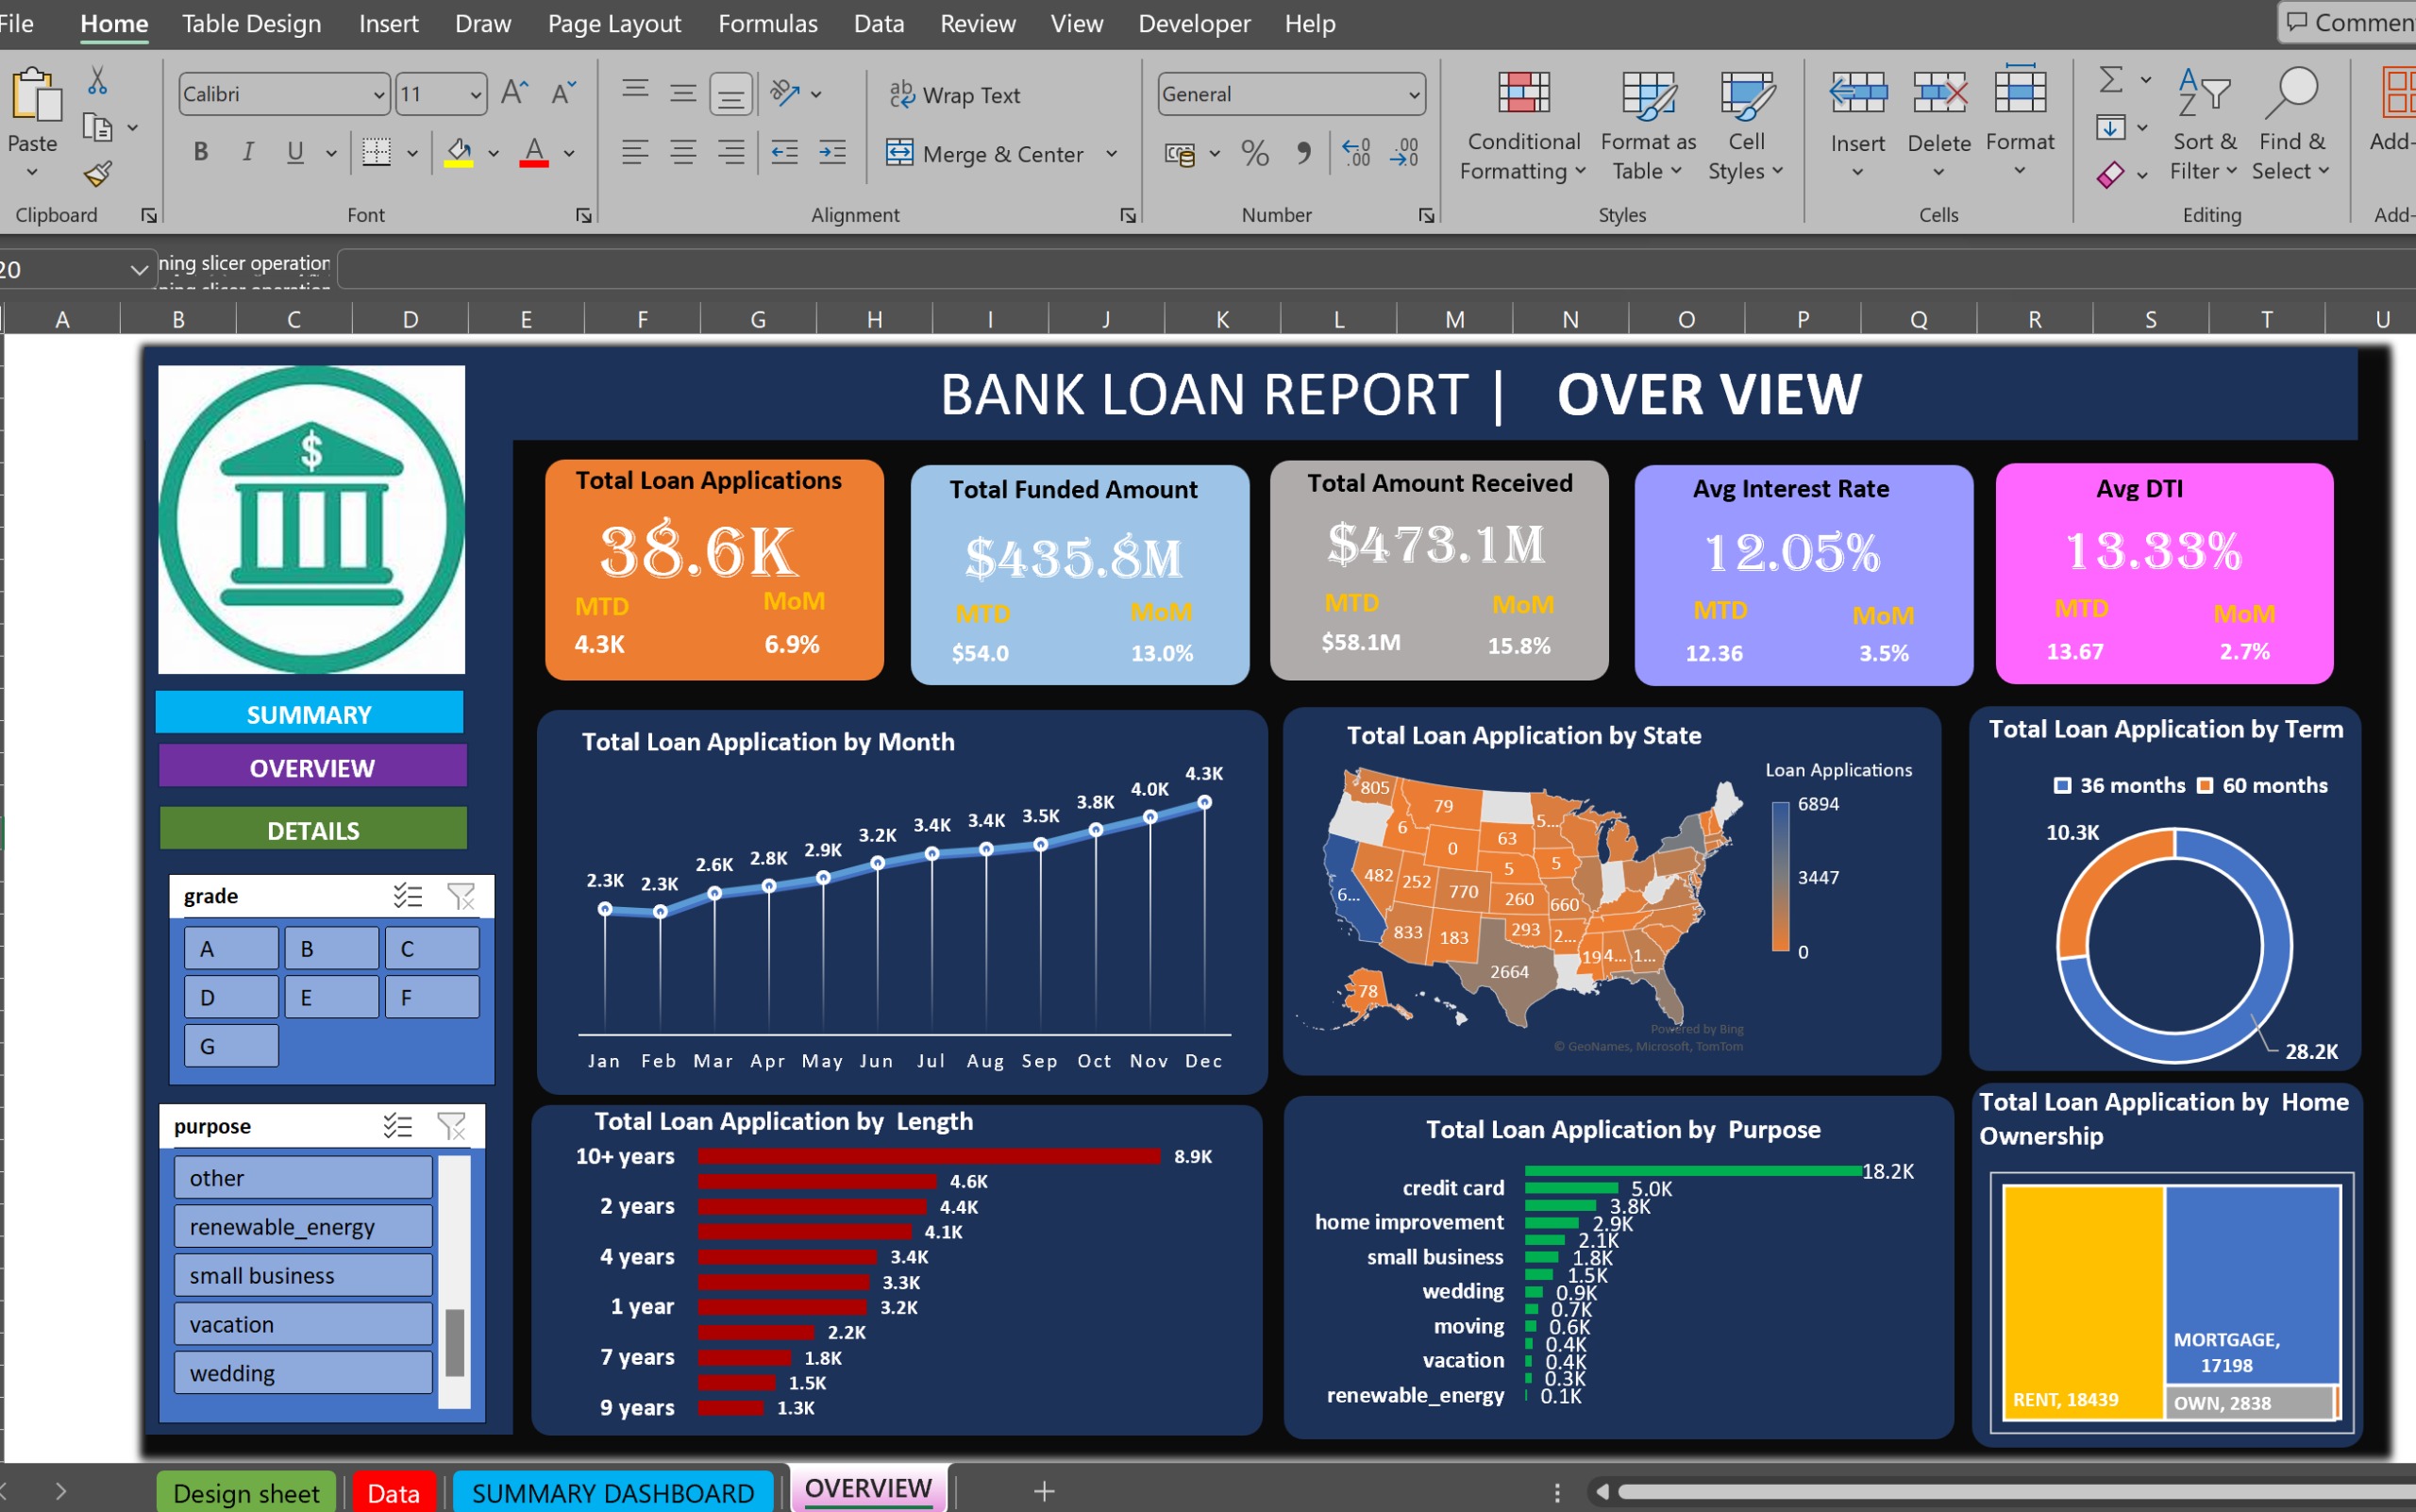 File Home Table Design Insert Draw Page Layout Formulas Data Review View Developer Help
Calibri 11 Wrap Text General
Paste Merge & Center
Conditional Formatting
Format as Table
Cell Styles
Insert Delete Format
Sort & Filter
Find & Select
Clipboard Font Alignment Number Styles Cells Editing
20 ning slicer operation
A B C D E F G H I J K L M N O P Q R S T U
BANK LOAN REPORT | OVER VIEW
$
Total Loan Applications
38.6K
MTD MoM
4.3K 6.9%
Total Funded Amount
$435.8M
MTD MoM
$54.0 13.0%
Total Amount Received
$473.1M
MTD MoM
$58.1M 15.8%
Avg Interest Rate
12.05%
MTD MoM
12.36 3.5%
Avg DTI
13.33%
MTD MoM
13.67 2.7%
SUMMARY
OVERVIEW
DETAILS
grade
A B C
D E F
G
purpose
other
renewable_energy
small business
vacation
wedding
Total Loan Application by Month
2.3K 2.3K 2.6K 2.8K 2.9K 3.2K 3.4K 3.4K 3.5K 3.8K 4.0K 4.3K
Jan Feb Mar Apr May Jun Jul Aug Sep Oct Nov Dec
Total Loan Application by State
Loan Applications
6894
3447
0
805 79
6 63 5...
0 5 5
6... 482 252 770 260 660
833 183 293 2...
19 4... 1...
2664
78
Powered by Bing
© GeoNames, Microsoft, TomTom
Total Loan Application by Term
36 months 60 months
10.3K
28.2K
Total Loan Application by Length
10+ years 8.9K
4.6K
2 years 4.4K
4.1K
4 years 3.4K
3.3K
1 year 3.2K
2.2K
7 years 1.8K
1.5K
9 years 1.3K
Total Loan Application by Purpose
18.2K
credit card 5.0K
3.8K
home improvement 2.9K
2.1K
small business 1.8K
1.5K
wedding 0.9K
0.7K
moving 0.6K
0.4K
vacation 0.4K
0.3K
renewable_energy 0.1K
Total Loan Application by Home
Ownership
MORTGAGE,
17198
RENT, 18439
OWN, 2838
Design sheet Data SUMMARY DASHBOARD OVERVIEW